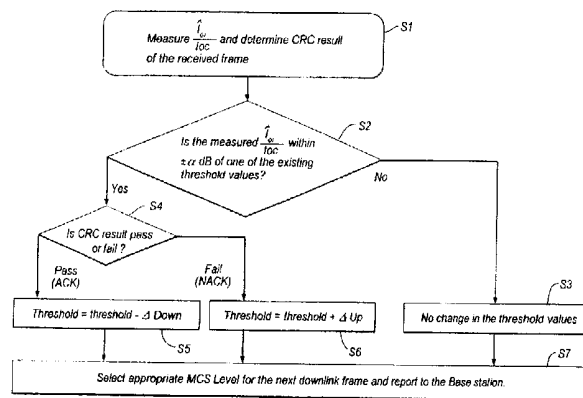 S1
Measure Î_or / Ioc and determine CRC result
of the received frame
S2
Is the measured Î_or / Ioc within
±α dB of one of the existing
threshold values?
Yes
No
S4
Is CRC result pass
or fail ?
Pass
(ACK)
Fail
(NACK)
S3
Threshold = threshold - Δ Down
Threshold = threshold + Δ Up
No change in the threshold values
S5
S6
S7
Select appropriate MCS Level for the next downlink frame and report to the Base station.